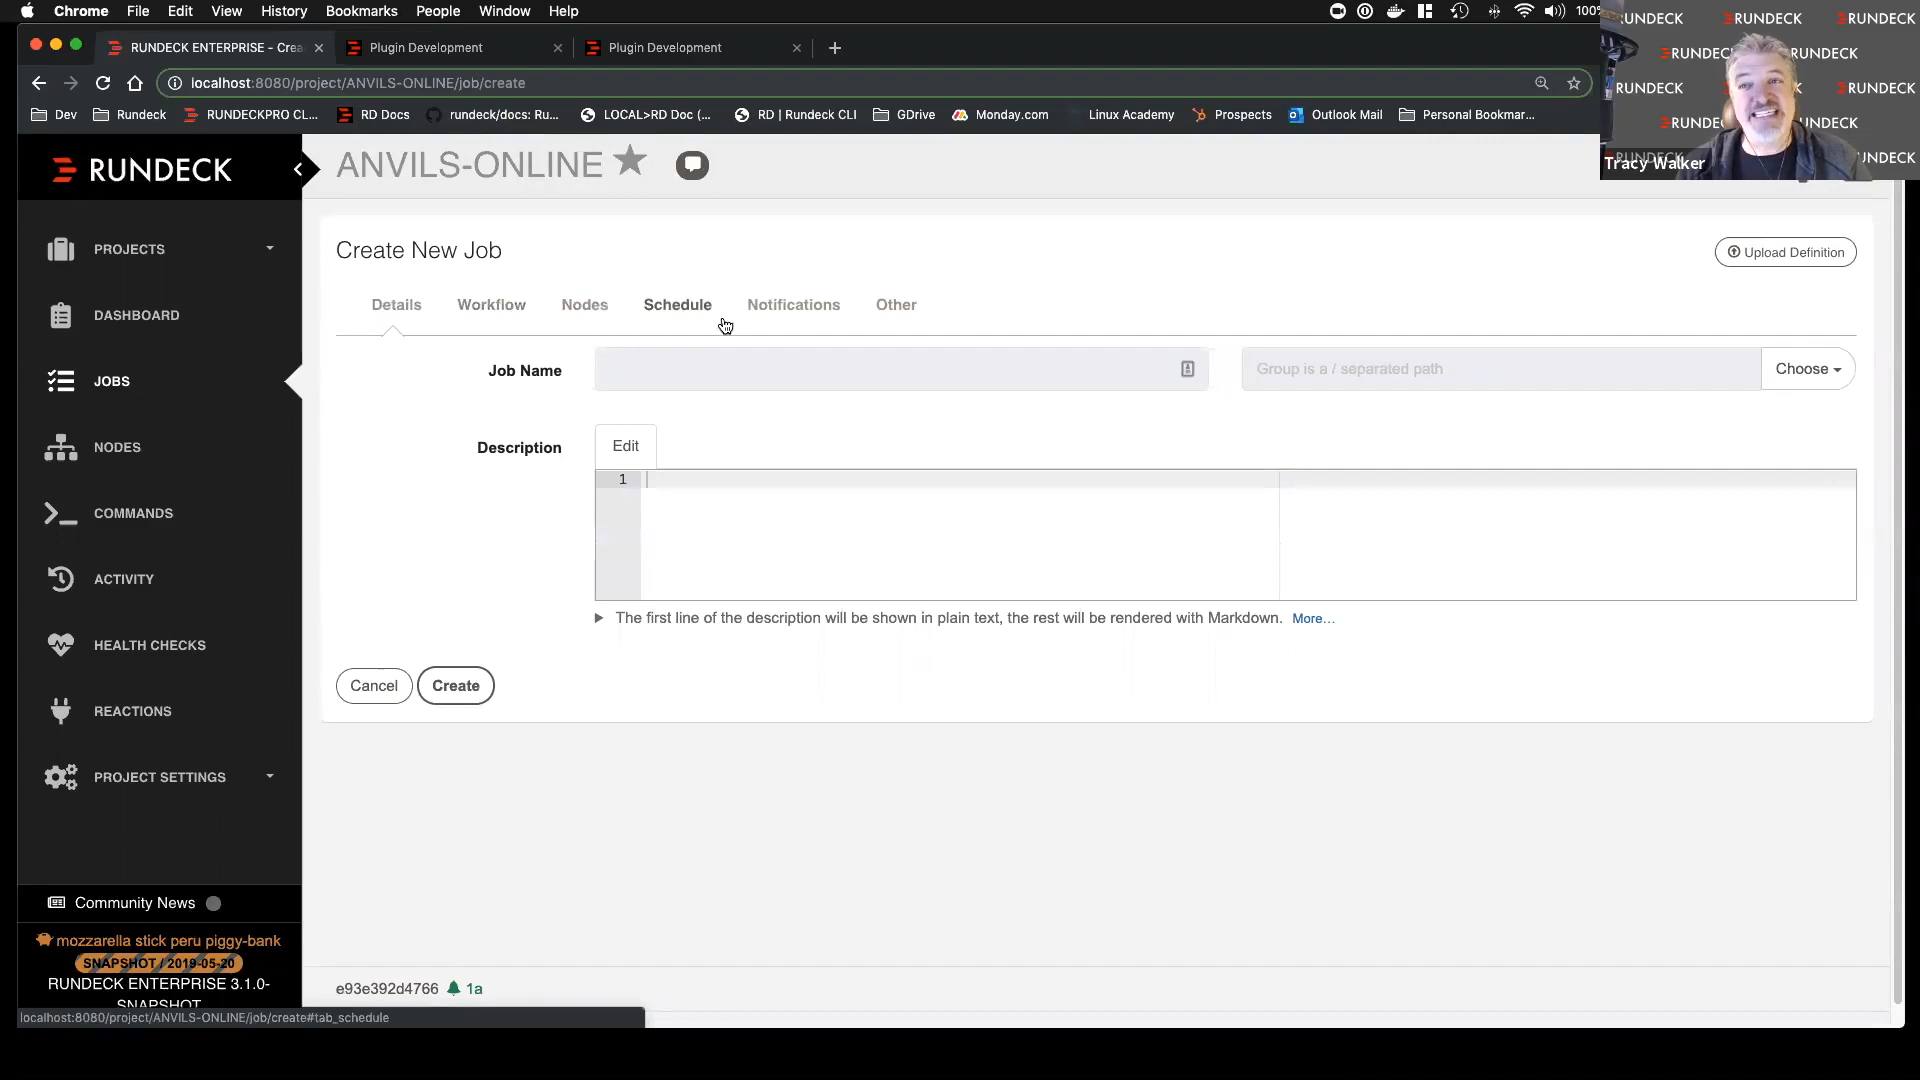 Chrome File Edit View History Bookmarks People Window Help 100%
RUNDECK ENTERPRISE - Crea
Plugin Development
Plugin Development
localhost:8080/project/ANVILS-ONLINE/job/create
Dev Rundeck RUNDECKPRO CL... RD Docs rundeck/docs: Ru... LOCAL>RD Doc (... RD | Rundeck CLI GDrive Monday.com Linux Academy Prospects Outlook Mail Personal Bookmar...
UNDECK RUNDECK RUNDECK
RUNDECK RUNDECK
RUNDECK RUNDECK
RUNDEC RUNDECK
RUNDECK UNDECK
Tracy Walker
RUNDECK
ANVILS-ONLINE
PROJECTS
DASHBOARD
JOBS
NODES
COMMANDS
ACTIVITY
HEALTH CHECKS
REACTIONS
PROJECT SETTINGS
Community News
mozzarella stick peru piggy-bank
SNAPSHOT / 2019-05-20
RUNDECK ENTERPRISE 3.1.0-
SNAPSHOT
Create New Job
Upload Definition
Details Workflow Nodes Schedule Notifications Other
Job Name
Group is a / separated path
Choose
Description
Edit
1
The first line of the description will be shown in plain text, the rest will be rendered with Markdown. More...
Cancel
Create
e93e392d4766 1a
localhost:8080/project/ANVILS-ONLINE/job/create#tab_schedule